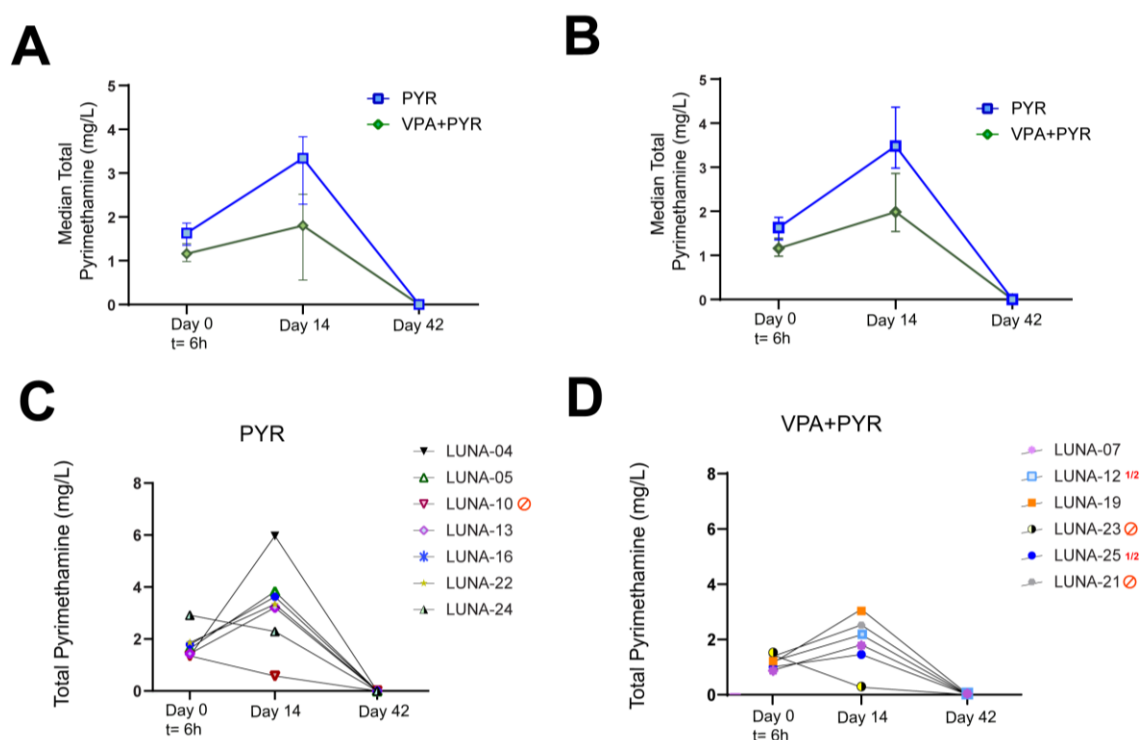 A
Median Total
Pyrimethamine (mg/L)
5
4
3
2
1
0
PYR
VPA+PYR
Day 0
t= 6h
Day 14
Day 42
B
Median Total
Pyrimethamine (mg/L)
5
4
3
2
1
0
PYR
VPA+PYR
Day 0
t= 6h
Day 14
Day 42
C
PYR
Total Pyrimethamine (mg/L)
8
6
4
2
0
Day 0
t= 6h
Day 14
Day 42
LUNA-04
LUNA-05
LUNA-10
LUNA-13
LUNA-16
LUNA-22
LUNA-24
D
VPA+PYR
Total Pyrimethamine (mg/L)
8
6
4
2
0
Day 0
t= 6h
Day 14
Day 42
LUNA-07
LUNA-12 1/2
LUNA-19
LUNA-23
LUNA-25 1/2
LUNA-21